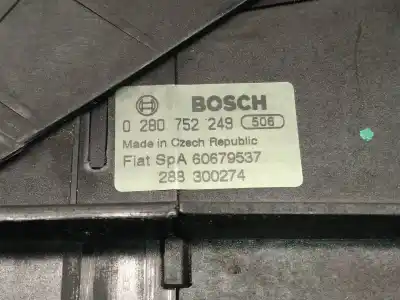 BOSCH
0 280 752 249 506
Made in Czech Republic
Fiat SpA 60679537
288 300274